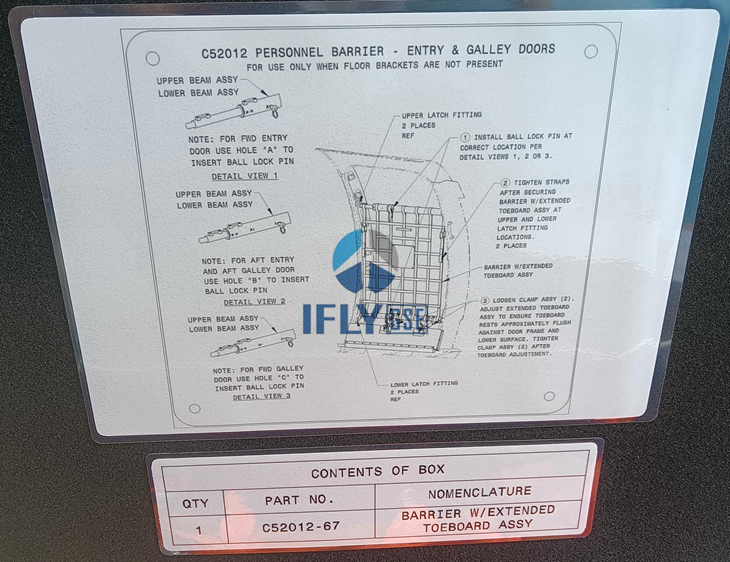 C52012 PERSONNEL BARRIER - ENTRY & GALLEY DOORS
FOR USE ONLY WHEN FLOOR BRACKETS ARE NOT PRESENT
UPPER BEAM ASSY
LOWER BEAM ASSY
NOTE: FOR FWD ENTRY
DOOR USE HOLE "A" TO
INSERT BALL LOCK PIN
DETAIL VIEW 1
UPPER BEAM ASSY
LOWER BEAM ASSY
NOTE: FOR AFT ENTRY
AND AFT GALLEY DOOR
USE HOLE "B" TO INSERT
BALL LOCK PIN
DETAIL VIEW 2
UPPER BEAM ASSY
LOWER BEAM ASSY
NOTE: FOR FWD GALLEY
DOOR USE HOLE "C" TO
INSERT BALL LOCK PIN
DETAIL VIEW 3
UPPER LATCH FITTING
2 PLACES
REF
1 INSTALL BALL LOCK PIN AT
CORRECT LOCATION PER
DETAIL VIEWS 1, 2 OR 3.
2 TIGHTEN STRAPS
AFTER SECURING
BARRIER W/EXTENDED
TOEBOARD ASSY AT
UPPER AND LOWER
LATCH FITTING
LOCATIONS.
2 PLACES
BARRIER W/EXTENDED
TOEBOARD ASSY
3 LOOSEN CLAMP ASSY (2).
ADJUST EXTENDED TOEBOARD
ASSY TO ENSURE TOEBOARD
RESTS APPROXIMATELY FLUSH
AGAINST DOOR FRAME AND
LOWER SURFACE. TIGHTEN
CLAMP ASSY (2) AFTER
TOEBOARD ADJUSTMENT.
LOWER LATCH FITTING
2 PLACES
REF
IFLY GSE
CONTENTS OF BOX
QTY PART NO. NOMENCLATURE
1 C52012-67 BARRIER W/EXTENDED
TOEBOARD ASSY